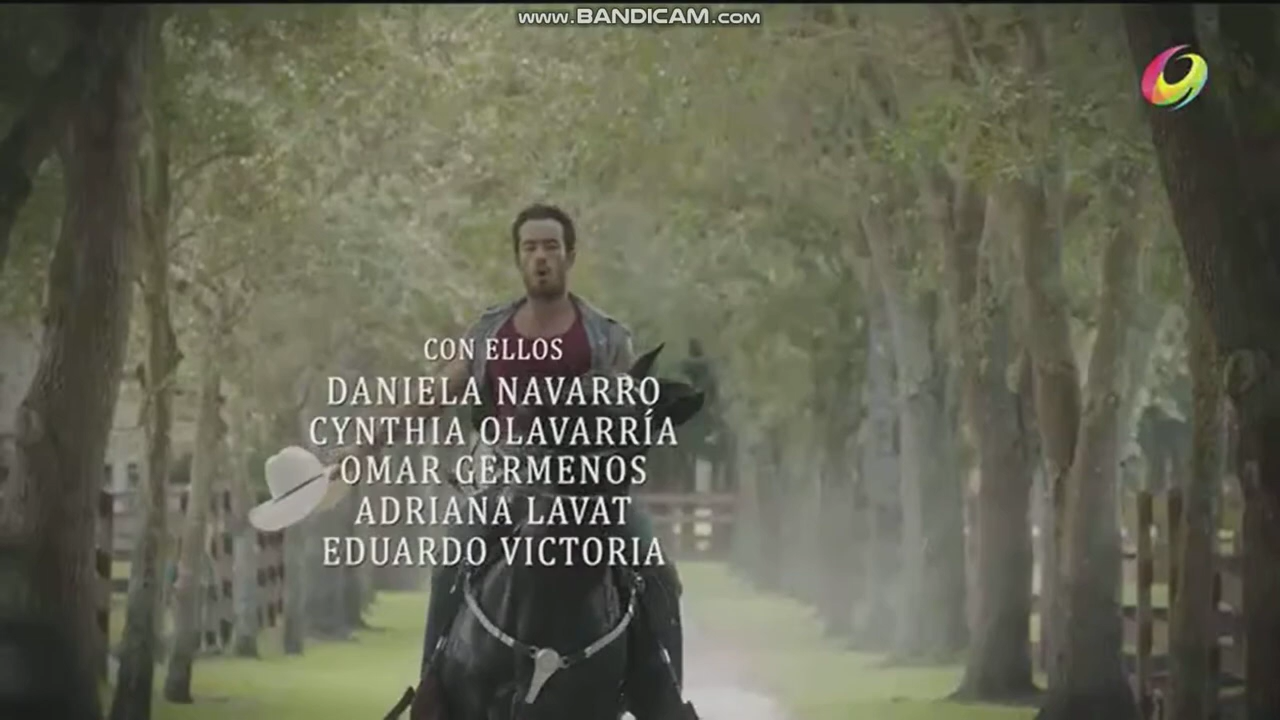 www.BANDICAM.com
CON ELLOS
DANIELA NAVARRO
CYNTHIA OLAVARRÍA
OMAR GERMENOS
ADRIANA LAVAT
EDUARDO VICTORIA